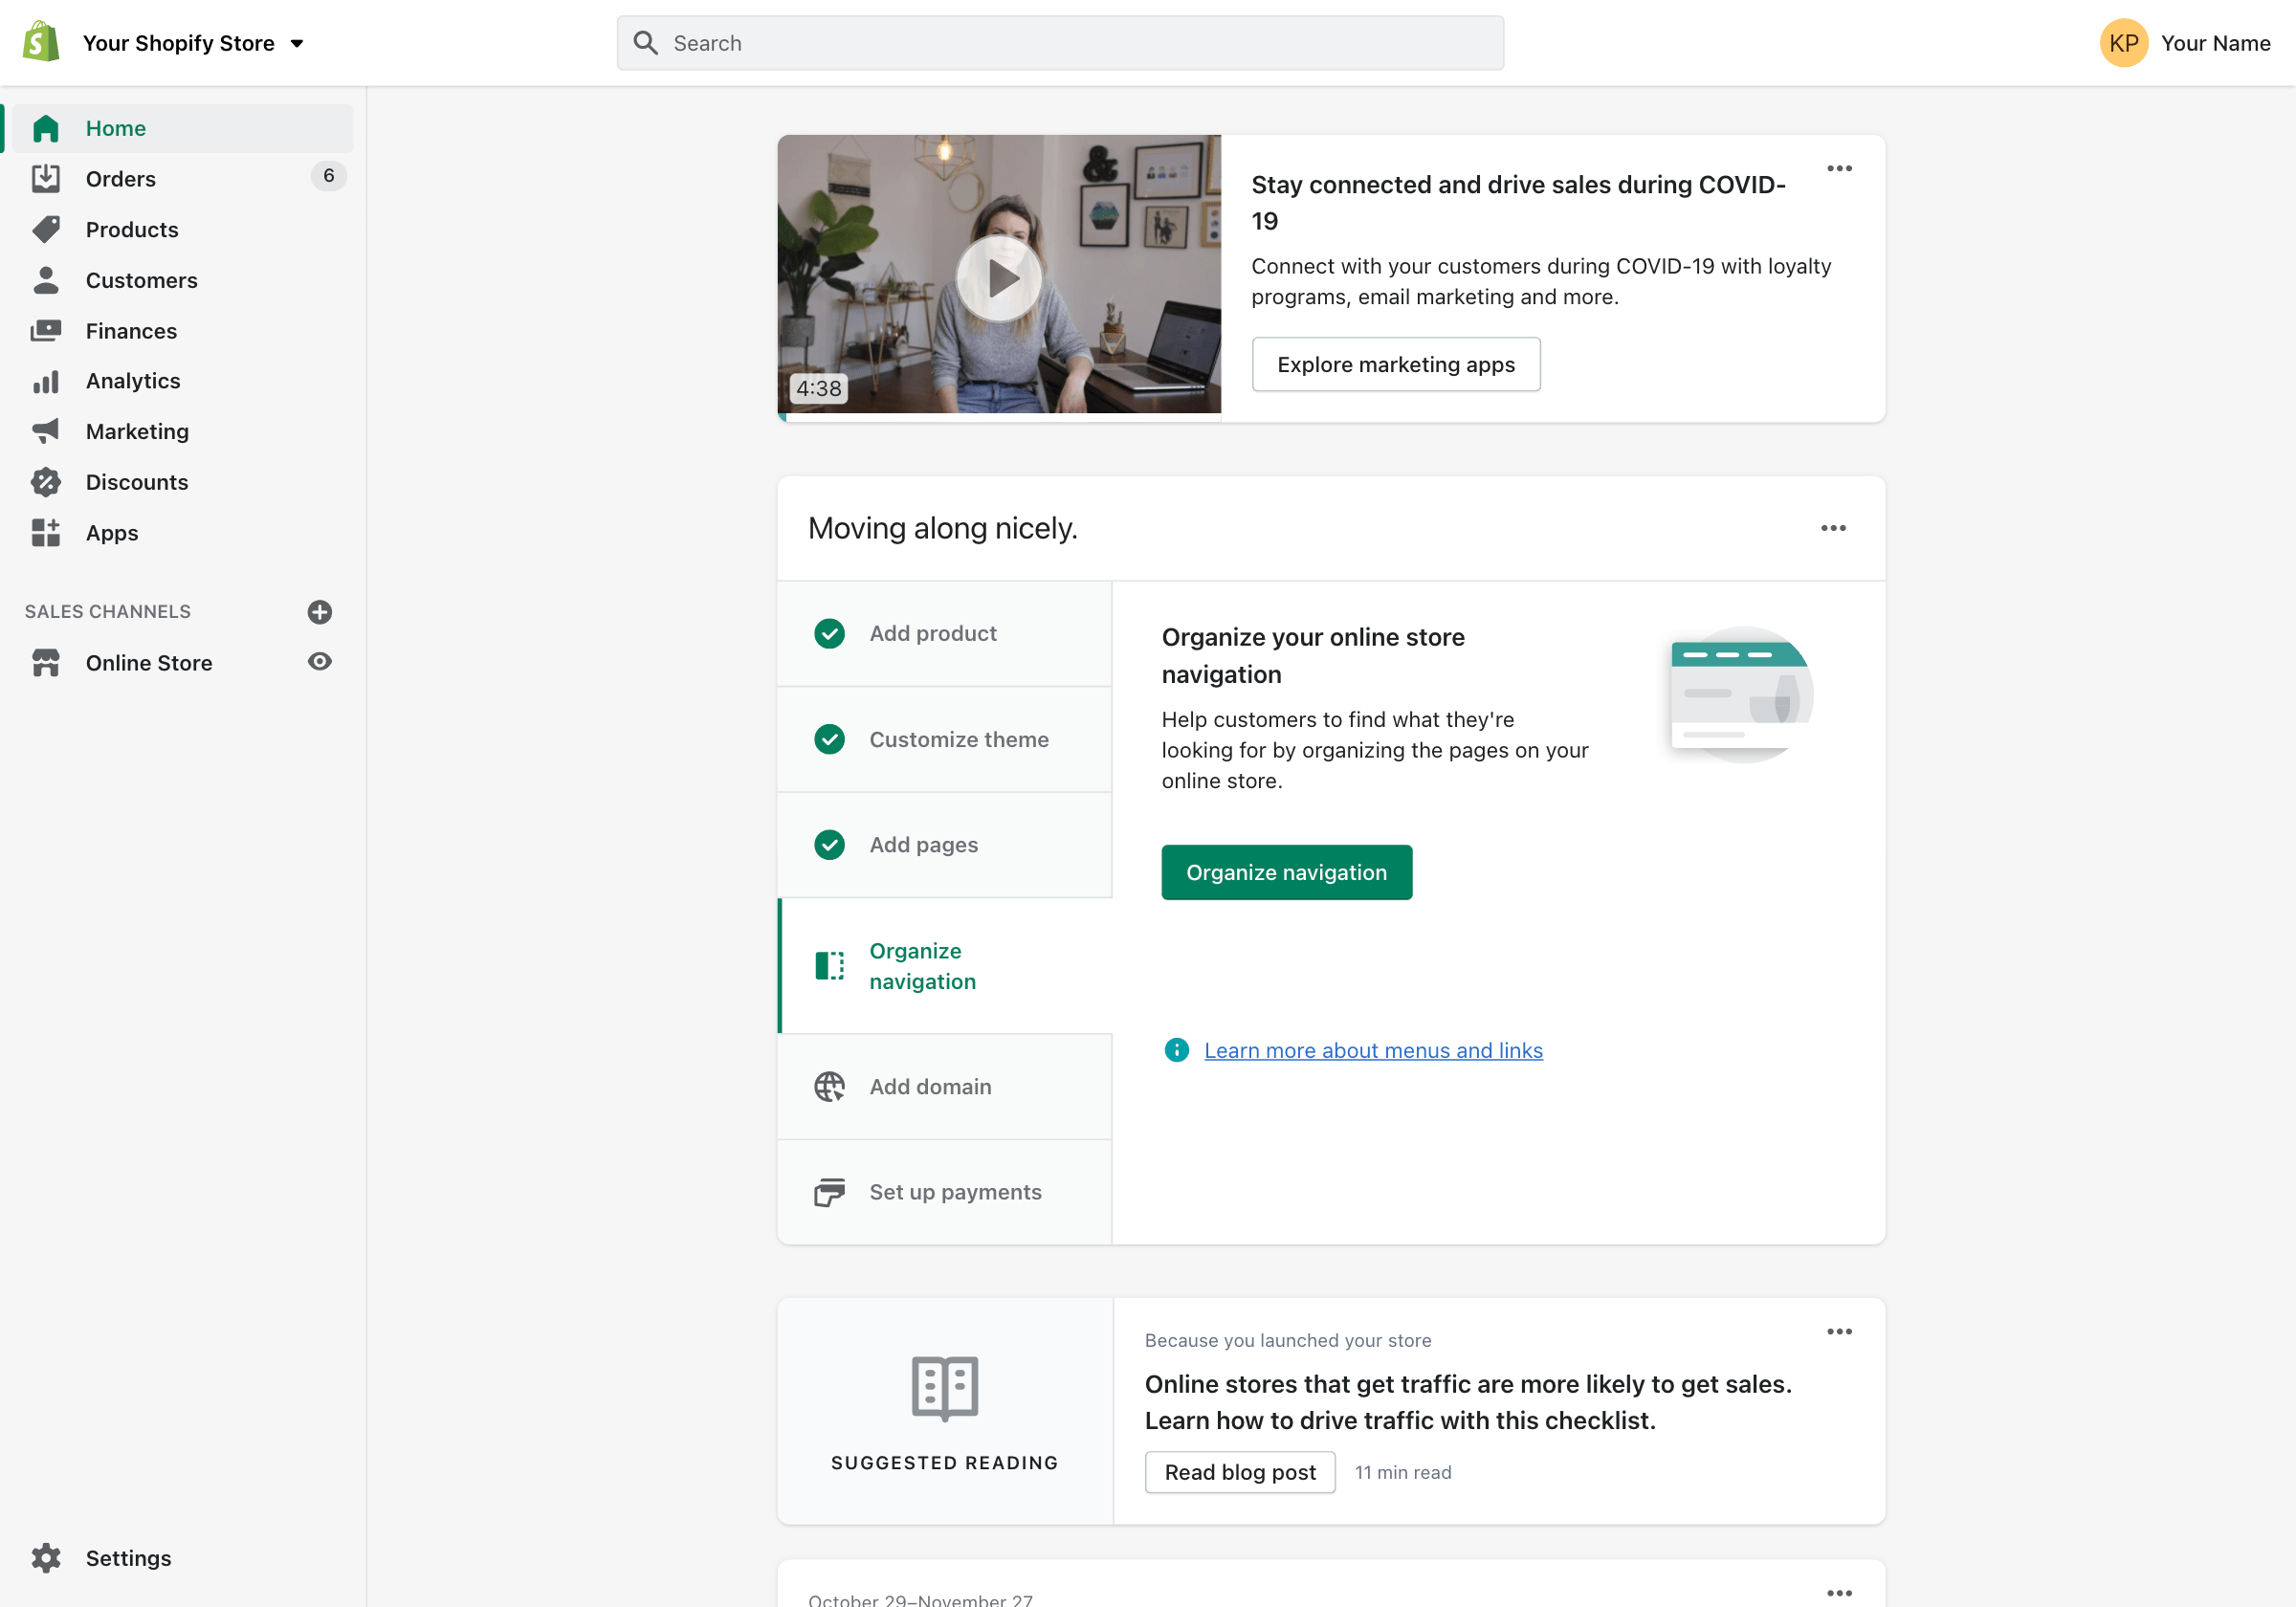 Your Shopify Store
Search
KP
Your Name
Home
Orders
6
Products
Customers
Finances
Analytics
Marketing
Discounts
Apps
SALES CHANNELS
Online Store
Settings
4:38
Stay connected and drive sales during COVID-
19
Connect with your customers during COVID-19 with loyalty
programs, email marketing and more.
Explore marketing apps
Moving along nicely.
Add product
Customize theme
Add pages
Organize
navigation
Add domain
Set up payments
Organize your online store
navigation
Help customers to find what they're
looking for by organizing the pages on your
online store.
Organize navigation
Learn more about menus and links
SUGGESTED READING
Because you launched your store
Online stores that get traffic are more likely to get sales.
Learn how to drive traffic with this checklist.
Read blog post
11 min read
October 29–November 27